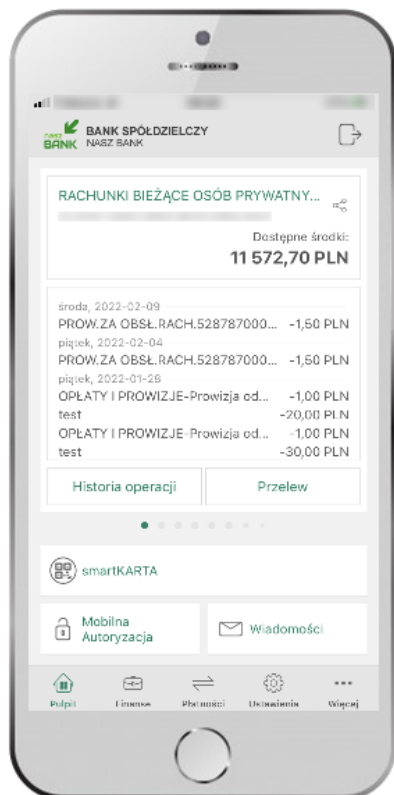 nasz
BANK
BANK SPÓŁDZIELCZY
NASZ BANK
RACHUNKI BIEŻĄCE OSÓB PRYWATNY...
Dostępne środki:
11 572,70 PLN
środa, 2022-02-09
PROW.ZA OBSŁ.RACH.528787000... -1,50 PLN
piątek, 2022-02-04
PROW.ZA OBSŁ.RACH.528787000... -1,50 PLN
piątek, 2022-01-28
OPŁATY I PROWIZJE-Prowizja od... -1,00 PLN
test -20,00 PLN
OPŁATY I PROWIZJE-Prowizja od... -1,00 PLN
test -30,00 PLN
Historia operacji Przelew
smartKARTA
Mobilna
Autoryzacja
Wiadomości
Pulpit Finanse Płatności Ustawienia Więcej